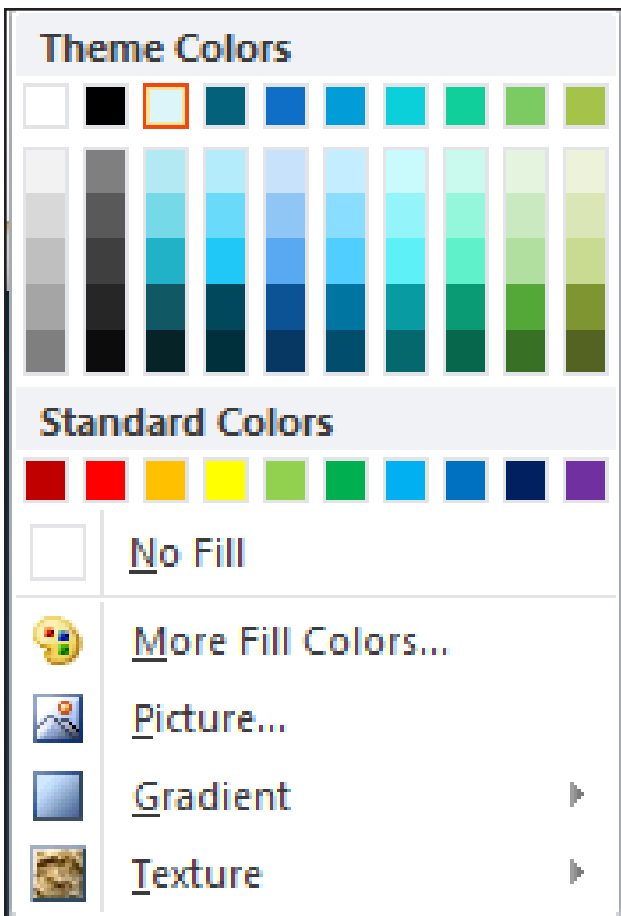 Theme Colors
Standard Colors
No Fill
More Fill Colors...
Picture...
Gradient
Texture